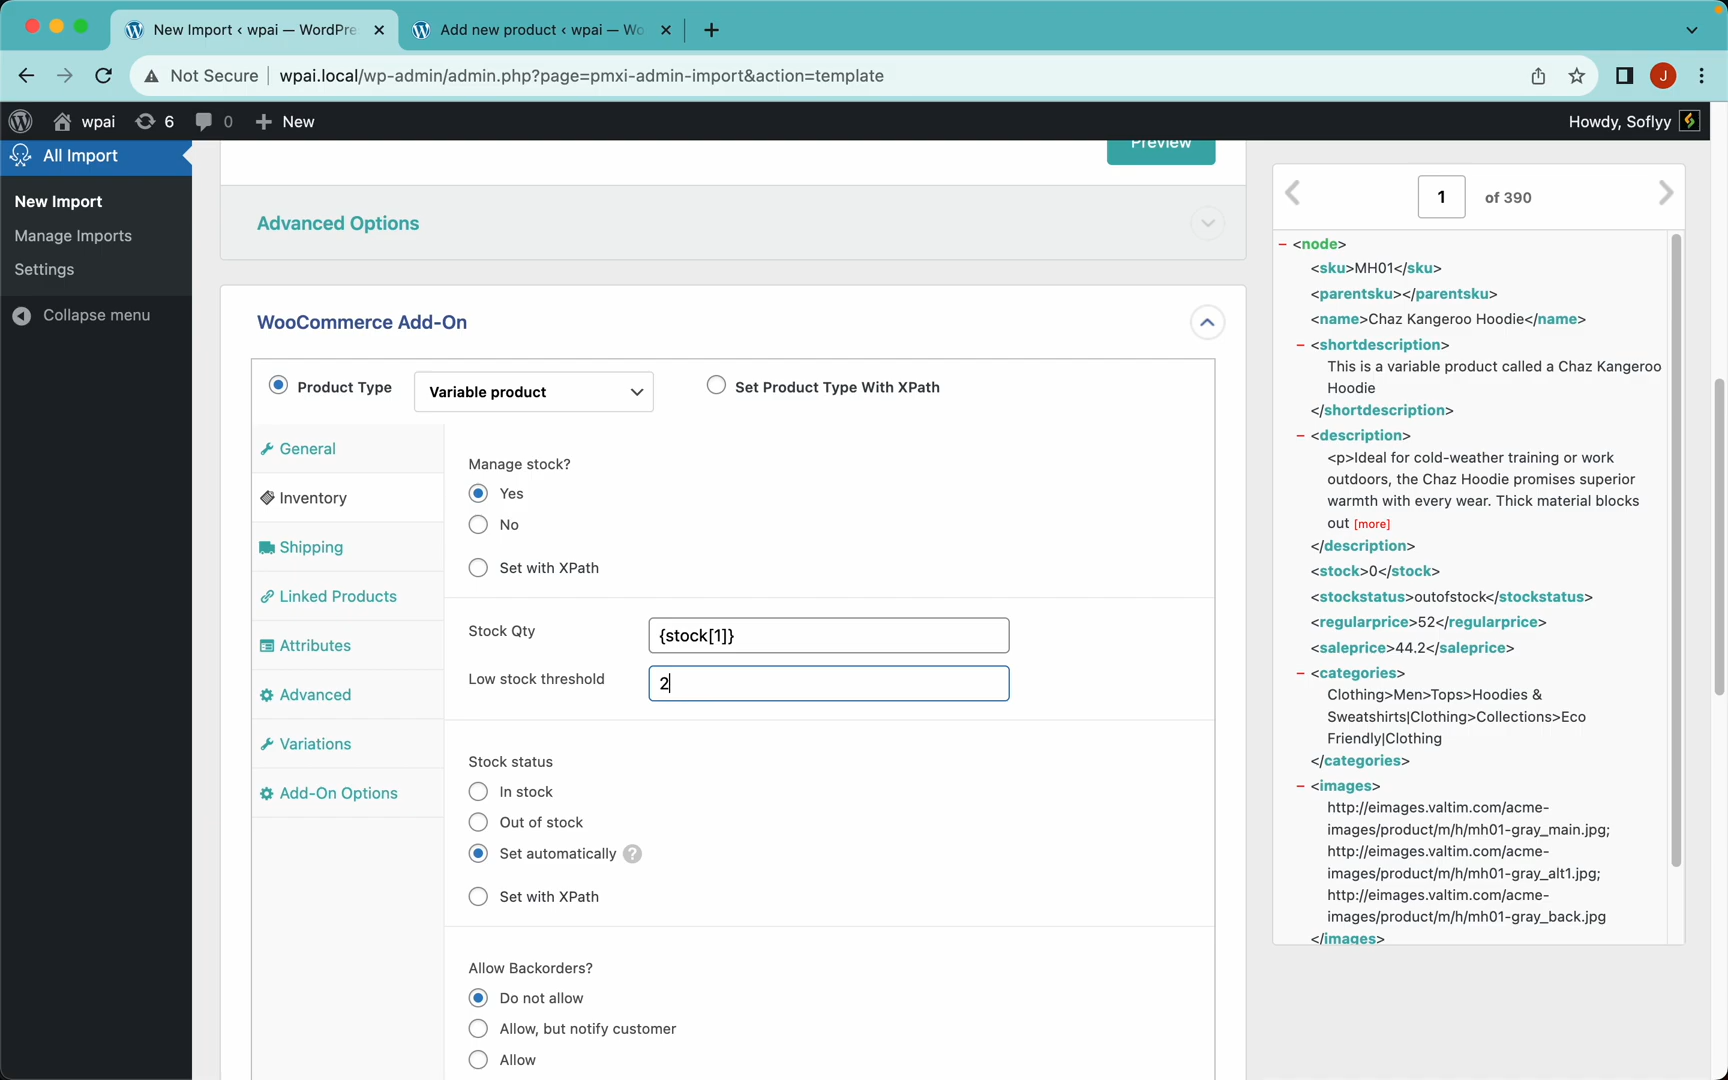 New Import ‹ wpai — WordPre
Add new product ‹ wpai — Wo
Not Secure
wpai.local/wp-admin/admin.php?page=pmxi-admin-import&action=template
J
wpai
6
0
New
Howdy, Soflyy
All Import
New Import
Manage Imports
Settings
Collapse menu
Preview
Advanced Options
WooCommerce Add-On
Product Type
Variable product
Set Product Type With XPath
General
Inventory
Shipping
Linked Products
Attributes
Advanced
Variations
Add-On Options
Manage stock?
Yes
No
Set with XPath
Stock Qty
{stock[1]}
Low stock threshold
2
Stock status
In stock
Out of stock
Set automatically ?
Set with XPath
Allow Backorders?
Do not allow
Allow, but notify customer
Allow
1 of 390
− <node>
<sku>MH01</sku>
<parentsku></parentsku>
<name>Chaz Kangeroo Hoodie</name>
− <shortdescription>
This is a variable product called a Chaz Kangeroo
Hoodie
</shortdescription>
− <description>
<p>Ideal for cold-weather training or work
outdoors, the Chaz Hoodie promises superior
warmth with every wear. Thick material blocks
out [more]
</description>
<stock>0</stock>
<stockstatus>outofstock</stockstatus>
<regularprice>52</regularprice>
<saleprice>44.2</saleprice>
− <categories>
Clothing>Men>Tops>Hoodies &
Sweatshirts|Clothing>Collections>Eco
Friendly|Clothing
</categories>
− <images>
http://eimages.valtim.com/acme-
images/product/m/h/mh01-gray_main.jpg;
http://eimages.valtim.com/acme-
images/product/m/h/mh01-gray_alt1.jpg;
http://eimages.valtim.com/acme-
images/product/m/h/mh01-gray_back.jpg
</images>